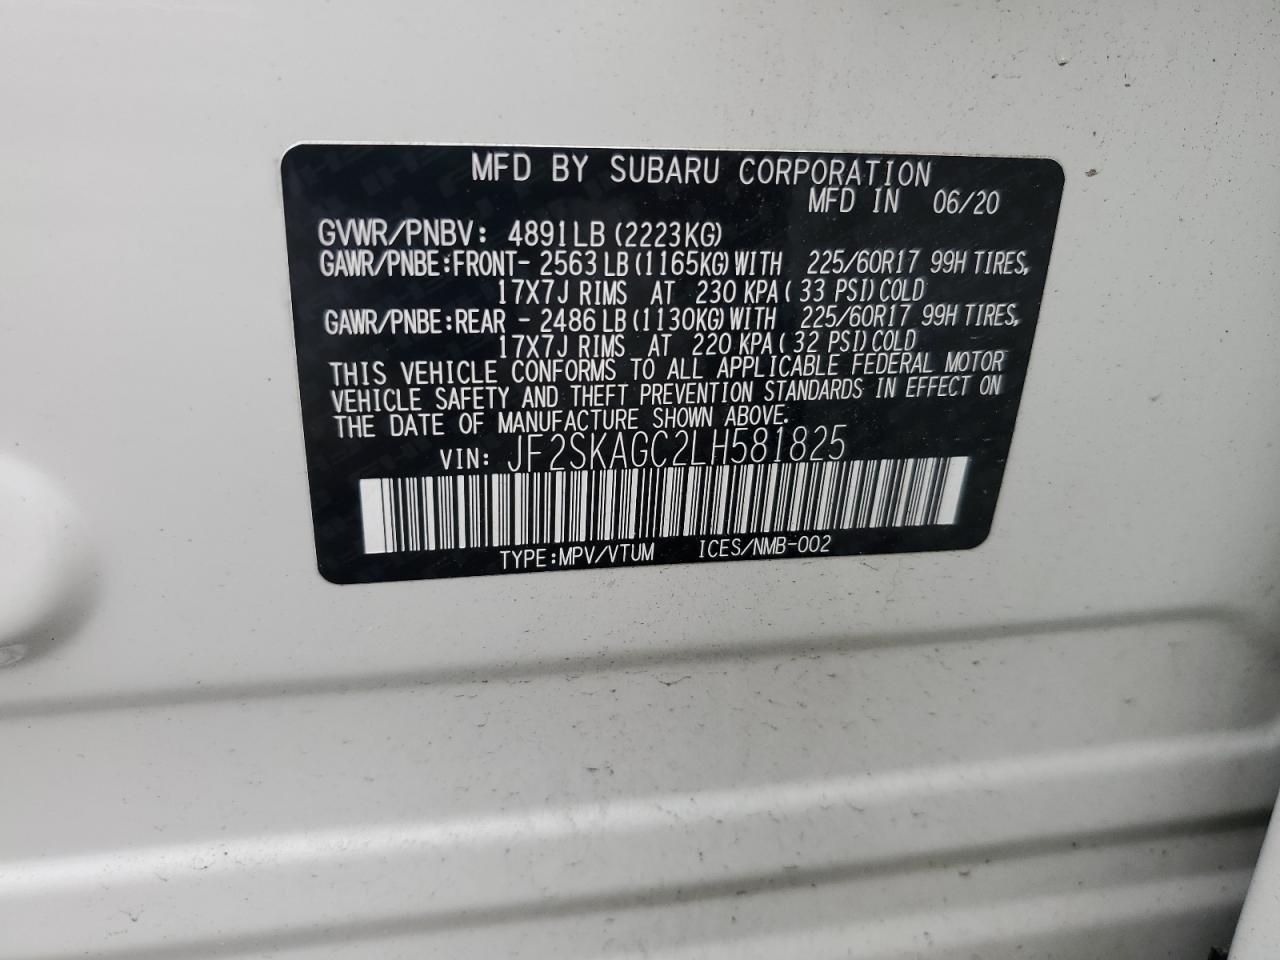 MFD BY SUBARU CORPORATION
MFD IN 06/20
GVWR/PNBV: 4891LB (2223KG)
GAWR/PNBE:FRONT- 2563 LB (1165KG) WITH 225/60R17 99H TIRES,
17X7J RIMS AT 230 KPA ( 33 PSI) COLD
GAWR/PNBE:REAR - 2486 LB (1130KG) WITH 225/60R17 99H TIRES,
17X7J RIMS AT 220 KPA ( 32 PSI) COLD
THIS VEHICLE CONFORMS TO ALL APPLICABLE FEDERAL MOTOR
VEHICLE SAFETY AND THEFT PREVENTION STANDARDS IN EFFECT ON
THE DATE OF MANUFACTURE SHOWN ABOVE.
VIN: JF2SKAGC2LH581825
TYPE:MPV/VTUM ICES/NMB-002